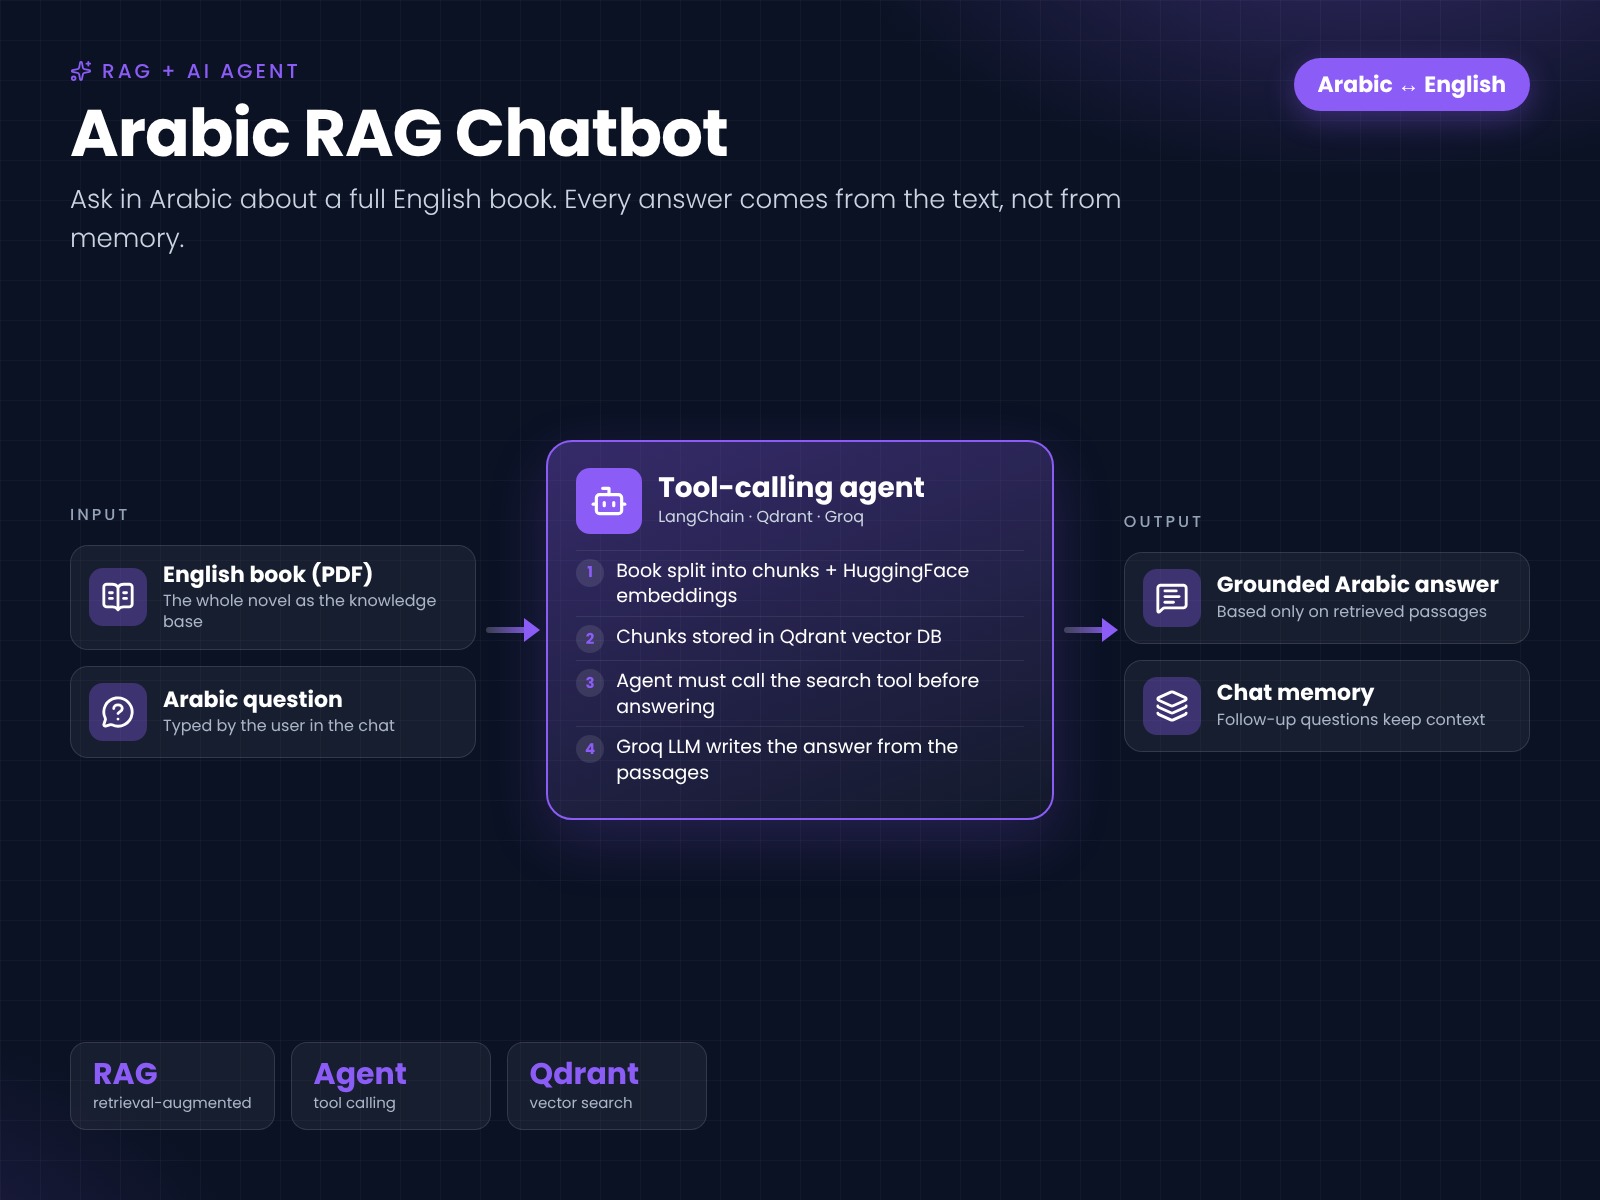 RAG + AI AGENT
Arabic RAG Chatbot
Arabic ↔ English
Ask in Arabic about a full English book. Every answer comes from the text, not from
memory.
INPUT
English book (PDF)
The whole novel as the knowledge
base
Arabic question
Typed by the user in the chat
Tool-calling agent
LangChain · Qdrant · Groq
1 Book split into chunks + HuggingFace
embeddings
2 Chunks stored in Qdrant vector DB
3 Agent must call the search tool before
answering
4 Groq LLM writes the answer from the
passages
OUTPUT
Grounded Arabic answer
Based only on retrieved passages
Chat memory
Follow-up questions keep context
RAG
retrieval-augmented
Agent
tool calling
Qdrant
vector search